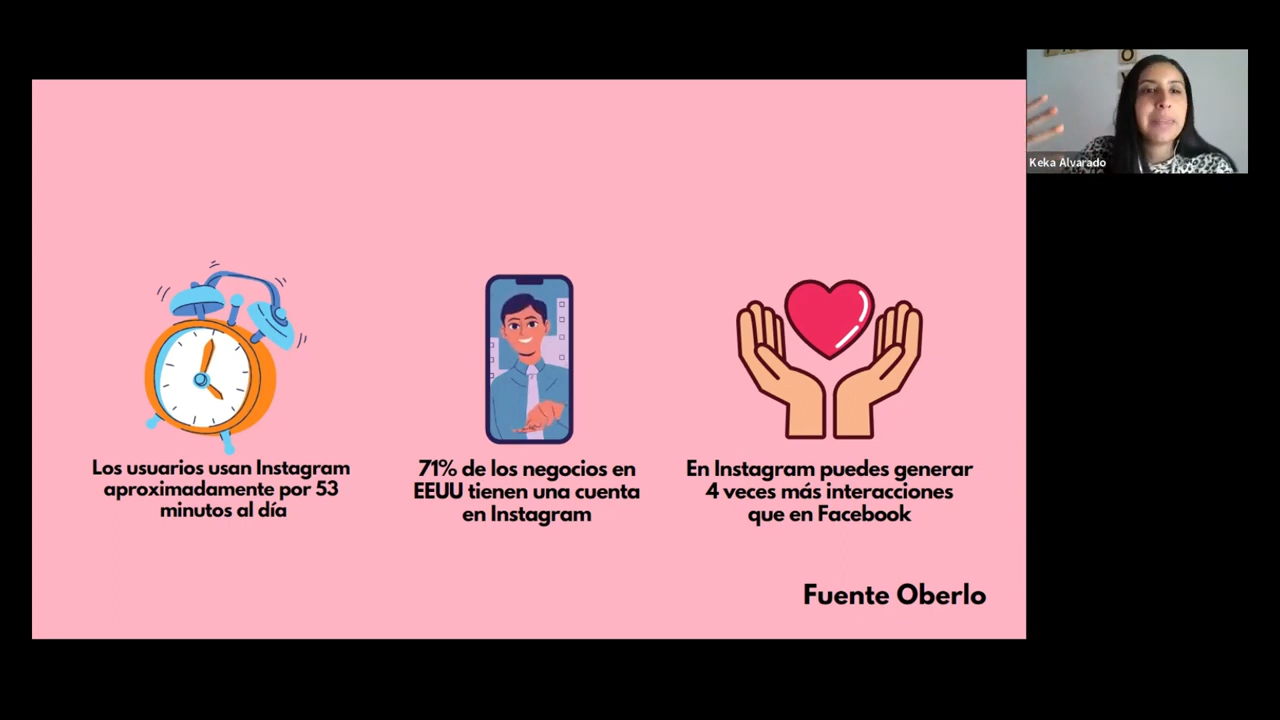 Keka Alvarado
Los usuarios usan Instagram
aproximadamente por 53
minutos al día
71% de los negocios en
EEUU tienen una cuenta
en Instagram
En Instagram puedes generar
4 veces más interacciones
que en Facebook
Fuente Oberlo